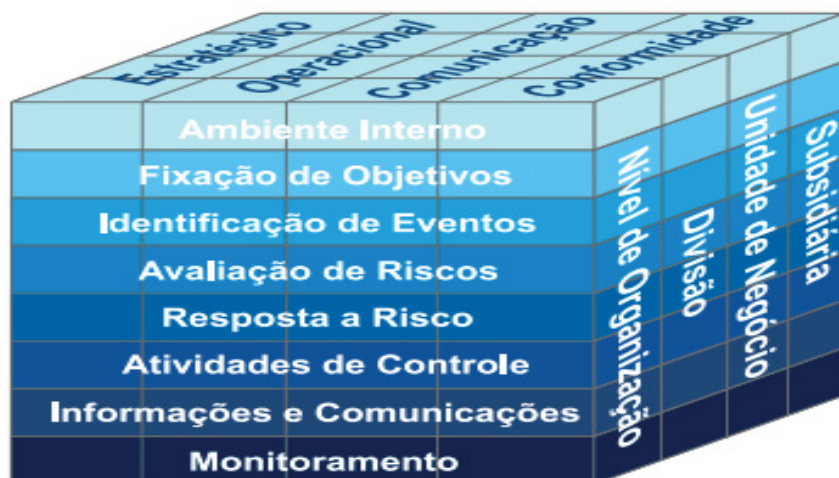 Estratégico
Operacional
Comunicação
Conformidade
Ambiente Interno
Fixação de Objetivos
Identificação de Eventos
Avaliação de Riscos
Resposta a Risco
Atividades de Controle
Informações e Comunicações
Monitoramento
Nível de Organização
Divisão
Unidade de Negócio
Subsidiária